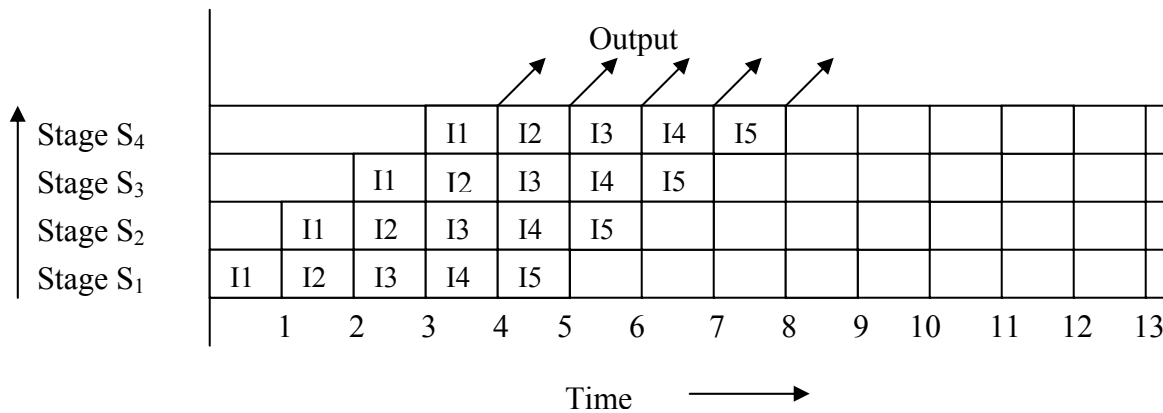 Output
Stage S4 I1 I2 I3 I4 I5
Stage S3 I1 I2 I3 I4 I5
Stage S2 I1 I2 I3 I4 I5
Stage S1 I1 I2 I3 I4 I5
1 2 3 4 5 6 7 8 9 10 11 12 13
Time